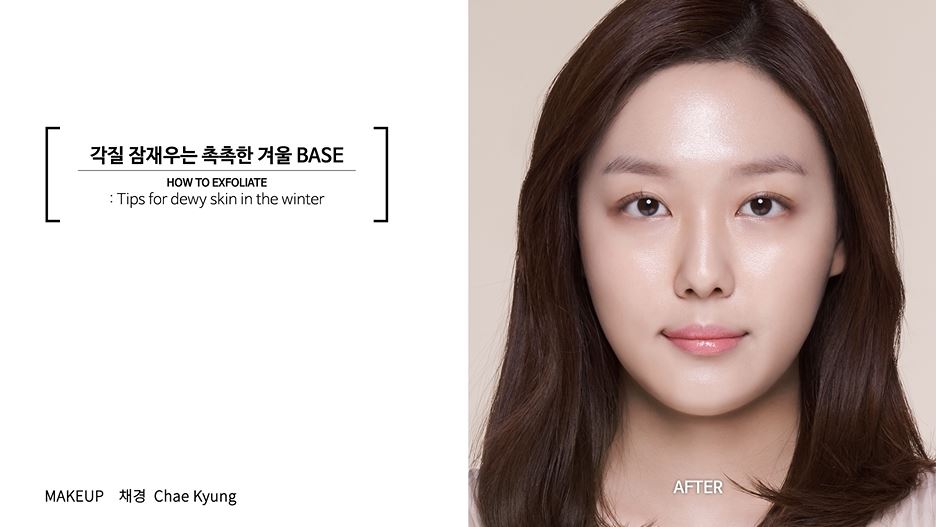 각질 잠재우는 촉촉한 겨울 BASE
HOW TO EXFOLIATE
: Tips for dewy skin in the winter
MAKEUP 채경 Chae Kyung
AFTER